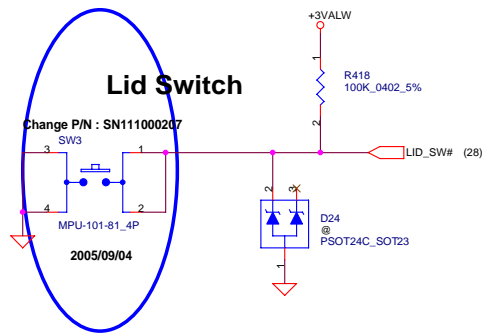 +3VALW
1
R418
100K_0402_5%
2
Lid Switch
Change P/N : SN111000207
SW3
3
1
LID_SW# (28)
4
2
MPU-101-81_4P
2005/09/04
2
3
D24
@
PSOT24C_SOT23
1